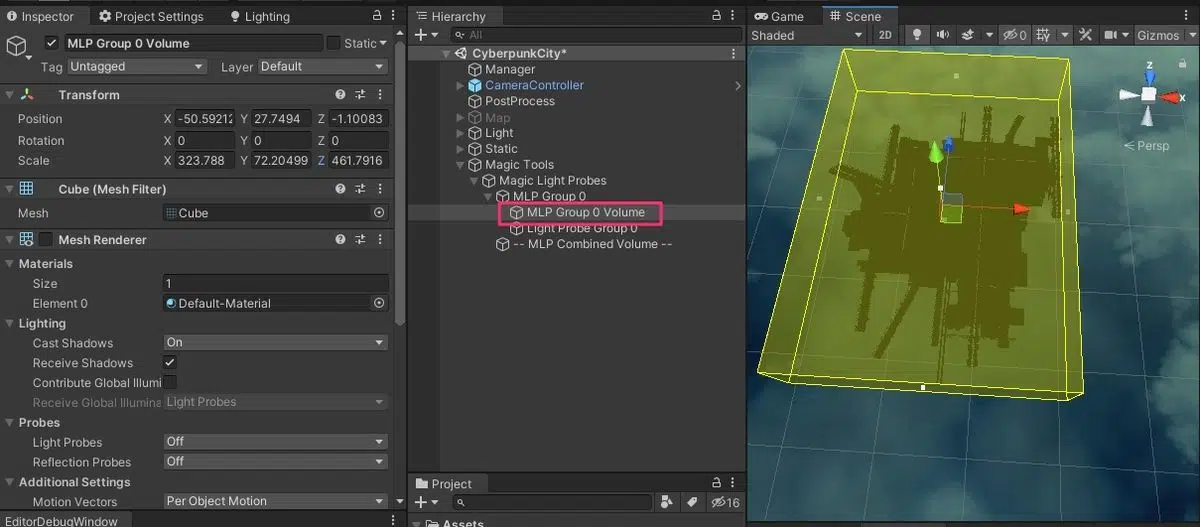 Inspector
Project Settings
Lighting
MLP Group 0 Volume
Static
Tag Untagged
Layer Default
Transform
Position X -50.59212 Y 27.7494 Z -1.10083
Rotation X 0 Y 0 Z 0
Scale X 323.788 Y 72.20499 Z 461.7916
Cube (Mesh Filter)
Mesh Cube
Mesh Renderer
Materials
Size 1
Element 0 Default-Material
Lighting
Cast Shadows On
Receive Shadows
Contribute Global Illumi
Receive Global Illumina Light Probes
Probes
Light Probes Off
Reflection Probes Off
Additional Settings
Motion Vectors Per Object Motion
EditorDebugWindow
Hierarchy
All
CyberpunkCity*
Manager
CameraController
PostProcess
Map
Light
Static
Magic Tools
Magic Light Probes
MLP Group 0
MLP Group 0 Volume
Light Probe Group 0
-- MLP Combined Volume --
Project
16
Assets
Game
Scene
Shaded
2D
0
Gizmos
z
x
Persp